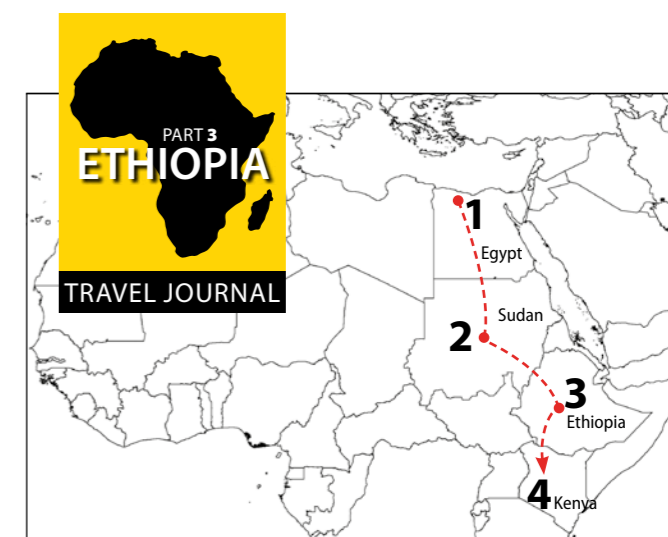 PART 3
ETHIOPIA
TRAVEL JOURNAL
1
Egypt
Sudan
2
3
Ethiopia
4 Kenya